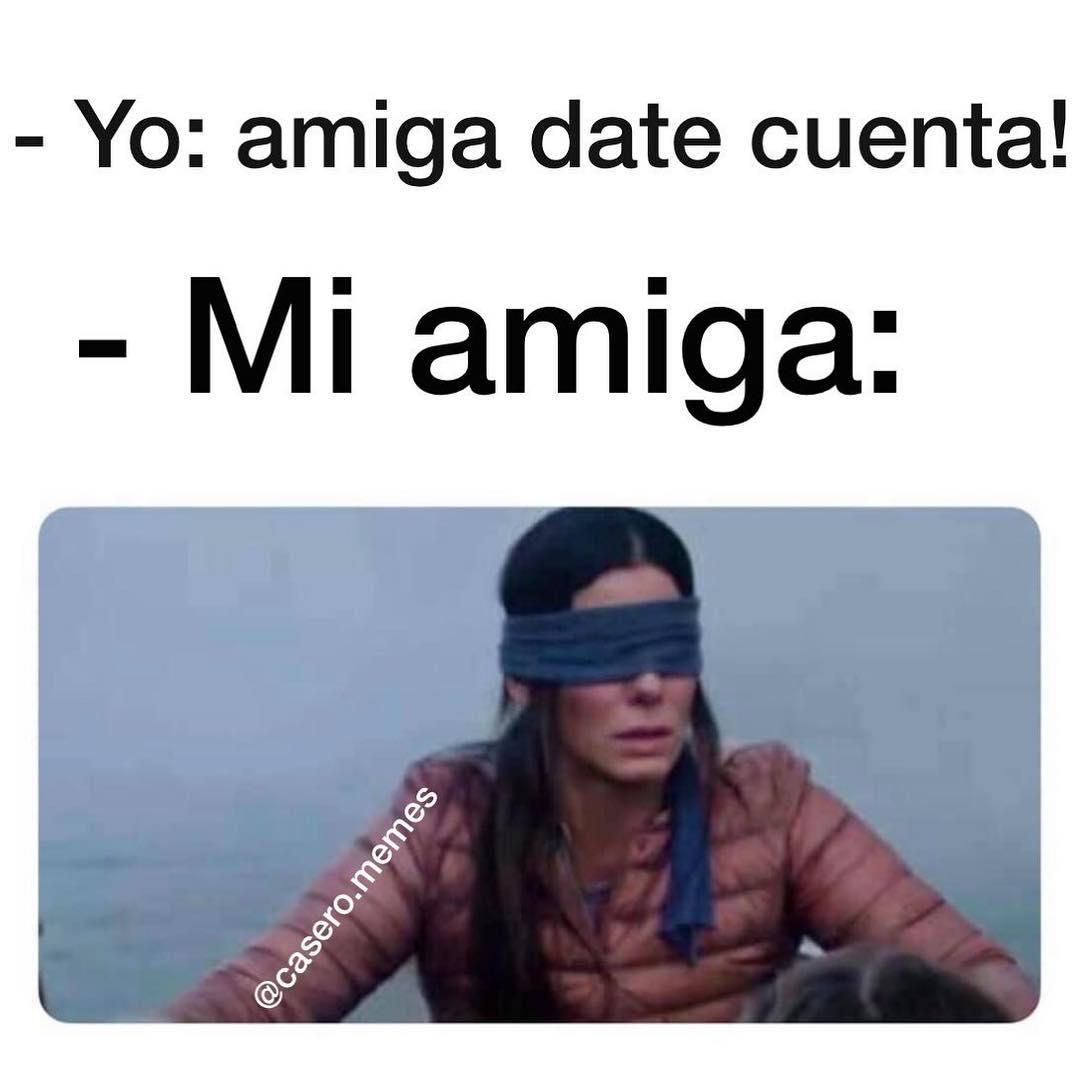 - Yo: amiga date cuenta!
- Mi amiga:
@casero.memes